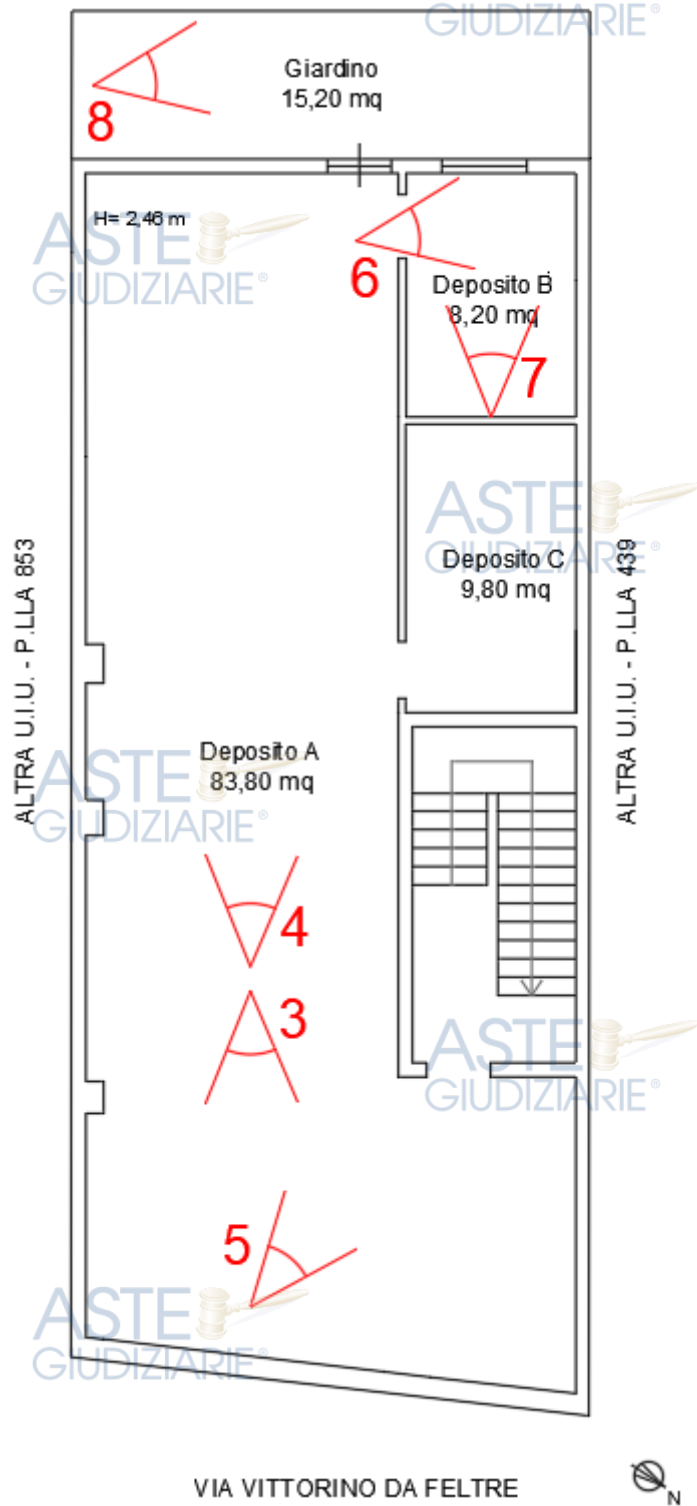 GIUDIZIARIE®
Giardino
15,20 mq
8
H= 2,46 m
ASTE
GIUDIZIARIE®
6
Deposito B
8,20 mq
7
ASTE
GIUDIZIARIE®
Deposito C
9,80 mq
ALTRA U.I.U. - P.LLA 853
ALTRA U.I.U. - P.LLA 439
Deposito A
83,80 mq
ASTE
GIUDIZIARIE®
4
3
ASTE
GIUDIZIARIE®
5
ASTE
GIUDIZIARIE®
VIA VITTORINO DA FELTRE
N